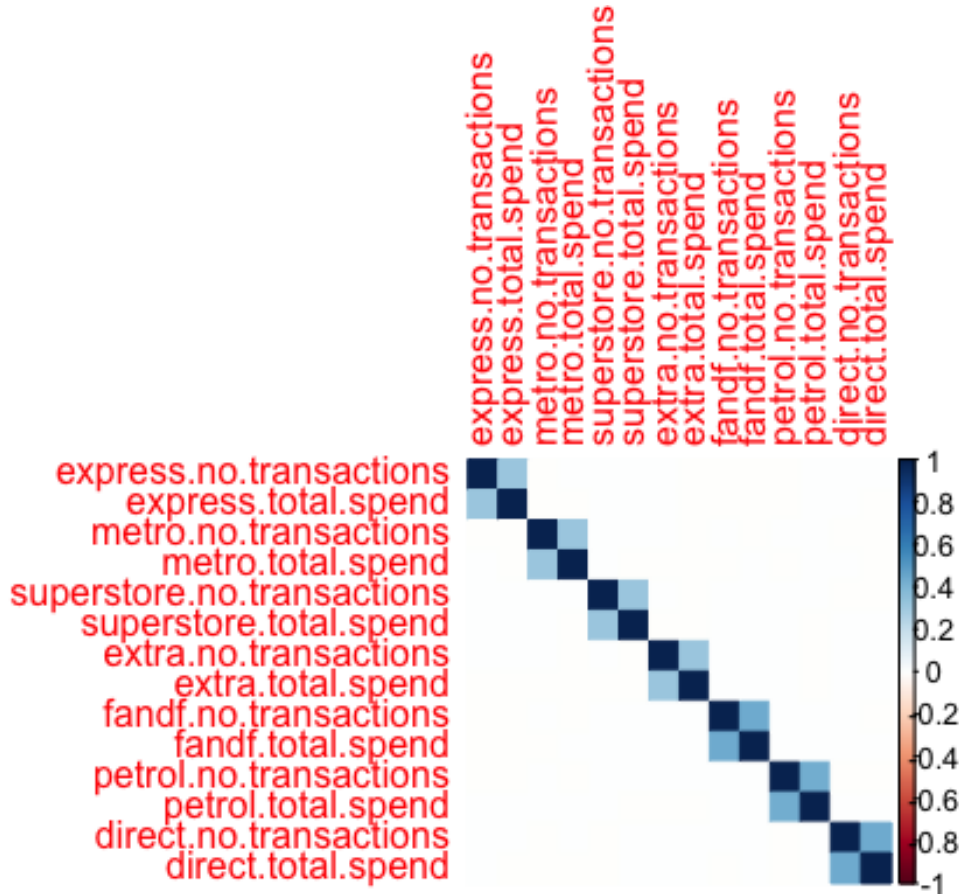 express.no.transactions
express.total.spend
metro.no.transactions
metro.total.spend
superstore.no.transactions
superstore.total.spend
extra.no.transactions
extra.total.spend
fandf.no.transactions
fandf.total.spend
petrol.no.transactions
petrol.total.spend
direct.no.transactions
direct.total.spend
express.no.transactions
express.total.spend
metro.no.transactions
metro.total.spend
superstore.no.transactions
superstore.total.spend
extra.no.transactions
extra.total.spend
fandf.no.transactions
fandf.total.spend
petrol.no.transactions
petrol.total.spend
direct.no.transactions
direct.total.spend
1
0.8
0.6
0.4
0.2
0
-0.2
-0.4
-0.6
-0.8
-1